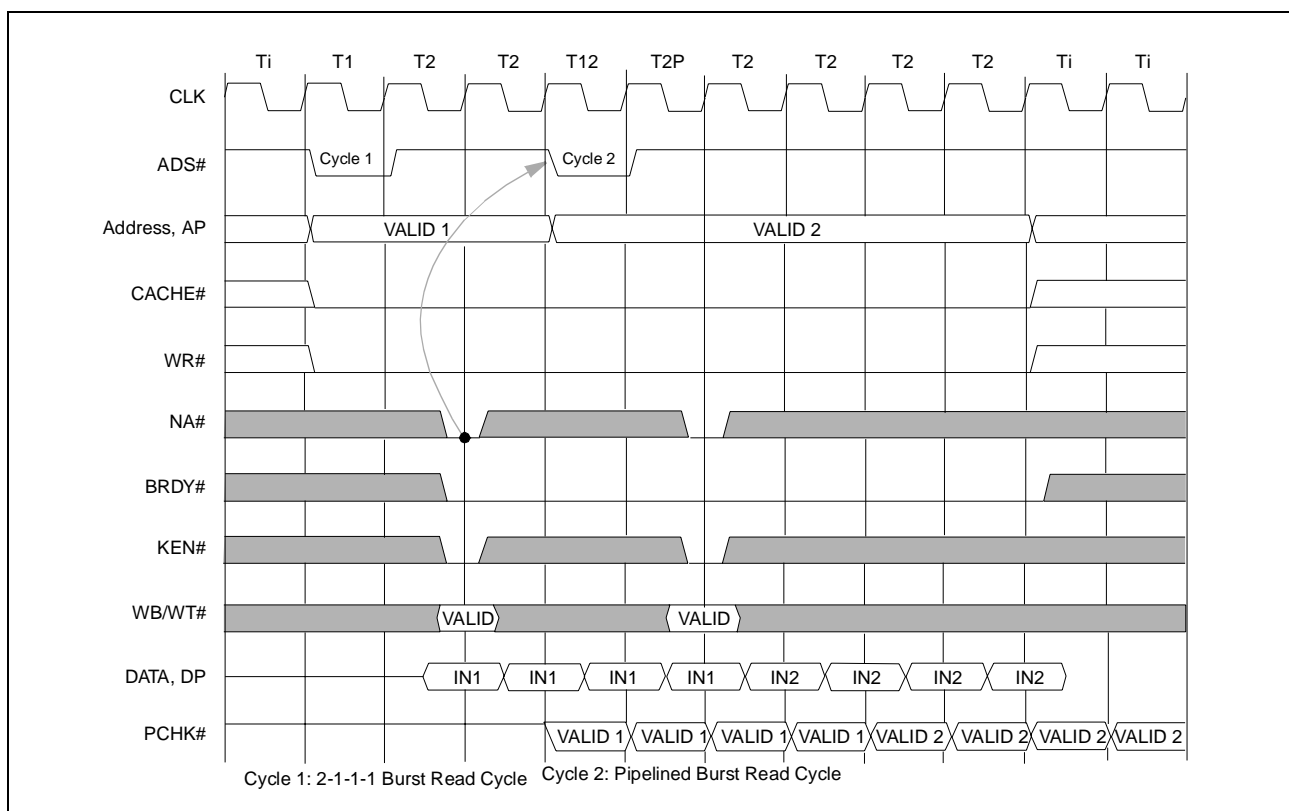 Ti T1 T2 T2 T12 T2P T2 T2 T2 T2 Ti Ti
CLK
ADS# Cycle 1 Cycle 2
Address, AP VALID 1 VALID 2
CACHE#
WR#
NA#
BRDY#
KEN#
WB/WT# VALID VALID
DATA, DP IN1 IN1 IN1 IN1 IN2 IN2 IN2 IN2
PCHK# VALID 1 VALID 1 VALID 1 VALID 1 VALID 2 VALID 2 VALID 2 VALID 2
Cycle 1: 2-1-1-1 Burst Read Cycle Cycle 2: Pipelined Burst Read Cycle